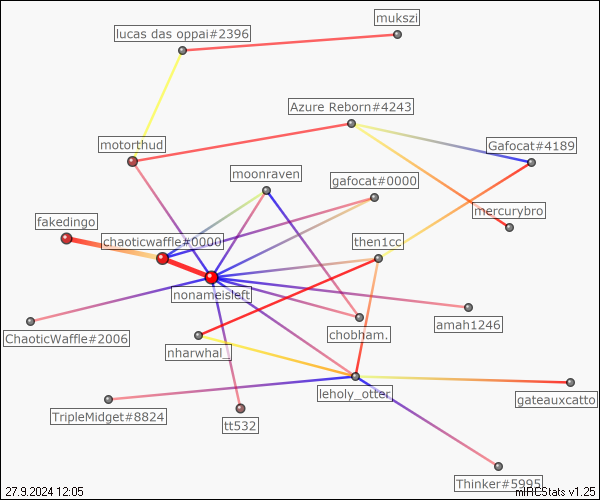 mukszi
lucas das oppai#2396
Azure Reborn#4243
motorthud
Gafocat#4189
moonraven
gafocat#0000
mercurybro
fakedingo
chaoticwaffle#0000
then1cc
nonameisleft
amah1246
ChaoticWaffle#2006
chobham.
nharwhal_
leholy_otter
gateauxcatto
TripleMidget#8824
tt532
Thinker#5995
27.9.2024 12:05
mIRCStats v1.25